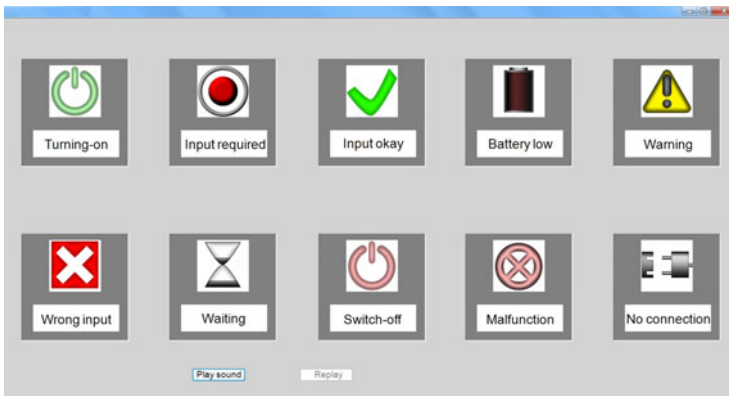 Turning-on
Input required
Input okay
Battery low
Warning
Wrong input
Waiting
Switch-off
Malfunction
No connection
Play sound
Replay